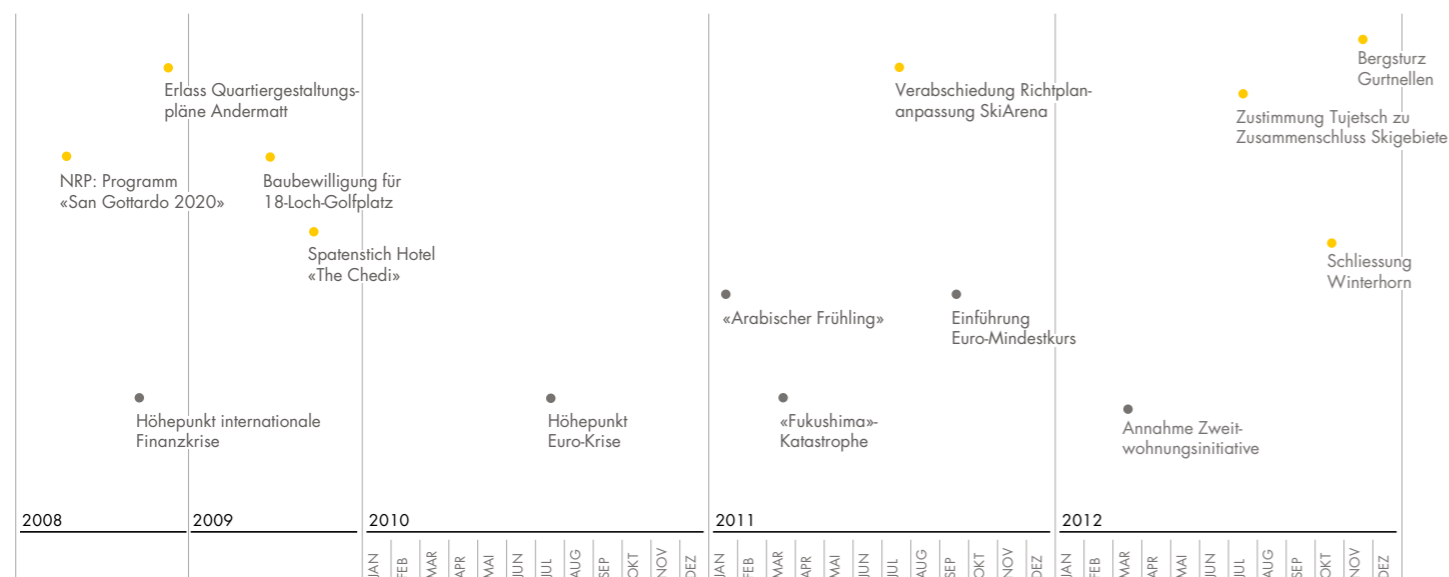 Bergsturz
Gurtnellen
Erlass Quartiergestaltungs-
pläne Andermatt
Verabschiedung Richtplan-
anpassung SkiArena
Zustimmung Tujetsch zu
Zusammenschluss Skigebiete
NRP: Programm
«San Gottardo 2020»
Baubewilligung für
18-Loch-Golfplatz
Spatenstich Hotel
«The Chedi»
Schliessung
Winterhorn
«Arabischer Frühling»
Einführung
Euro-Mindestkurs
Höhepunkt internationale
Finanzkrise
Höhepunkt
Euro-Krise
«Fukushima»-
Katastrophe
Annahme Zweit-
wohnungsinitiative
2008
2009
2010
2011
2012
JAN
FEB
MAR
APR
MAI
JUN
JUL
AUG
SEP
OKT
NOV
DEZ
JAN
FEB
MAR
APR
MAI
JUN
JUL
AUG
SEP
OKT
NOV
DEZ
JAN
FEB
MAR
APR
MAI
JUN
JUL
AUG
SEP
OKT
NOV
DEZ